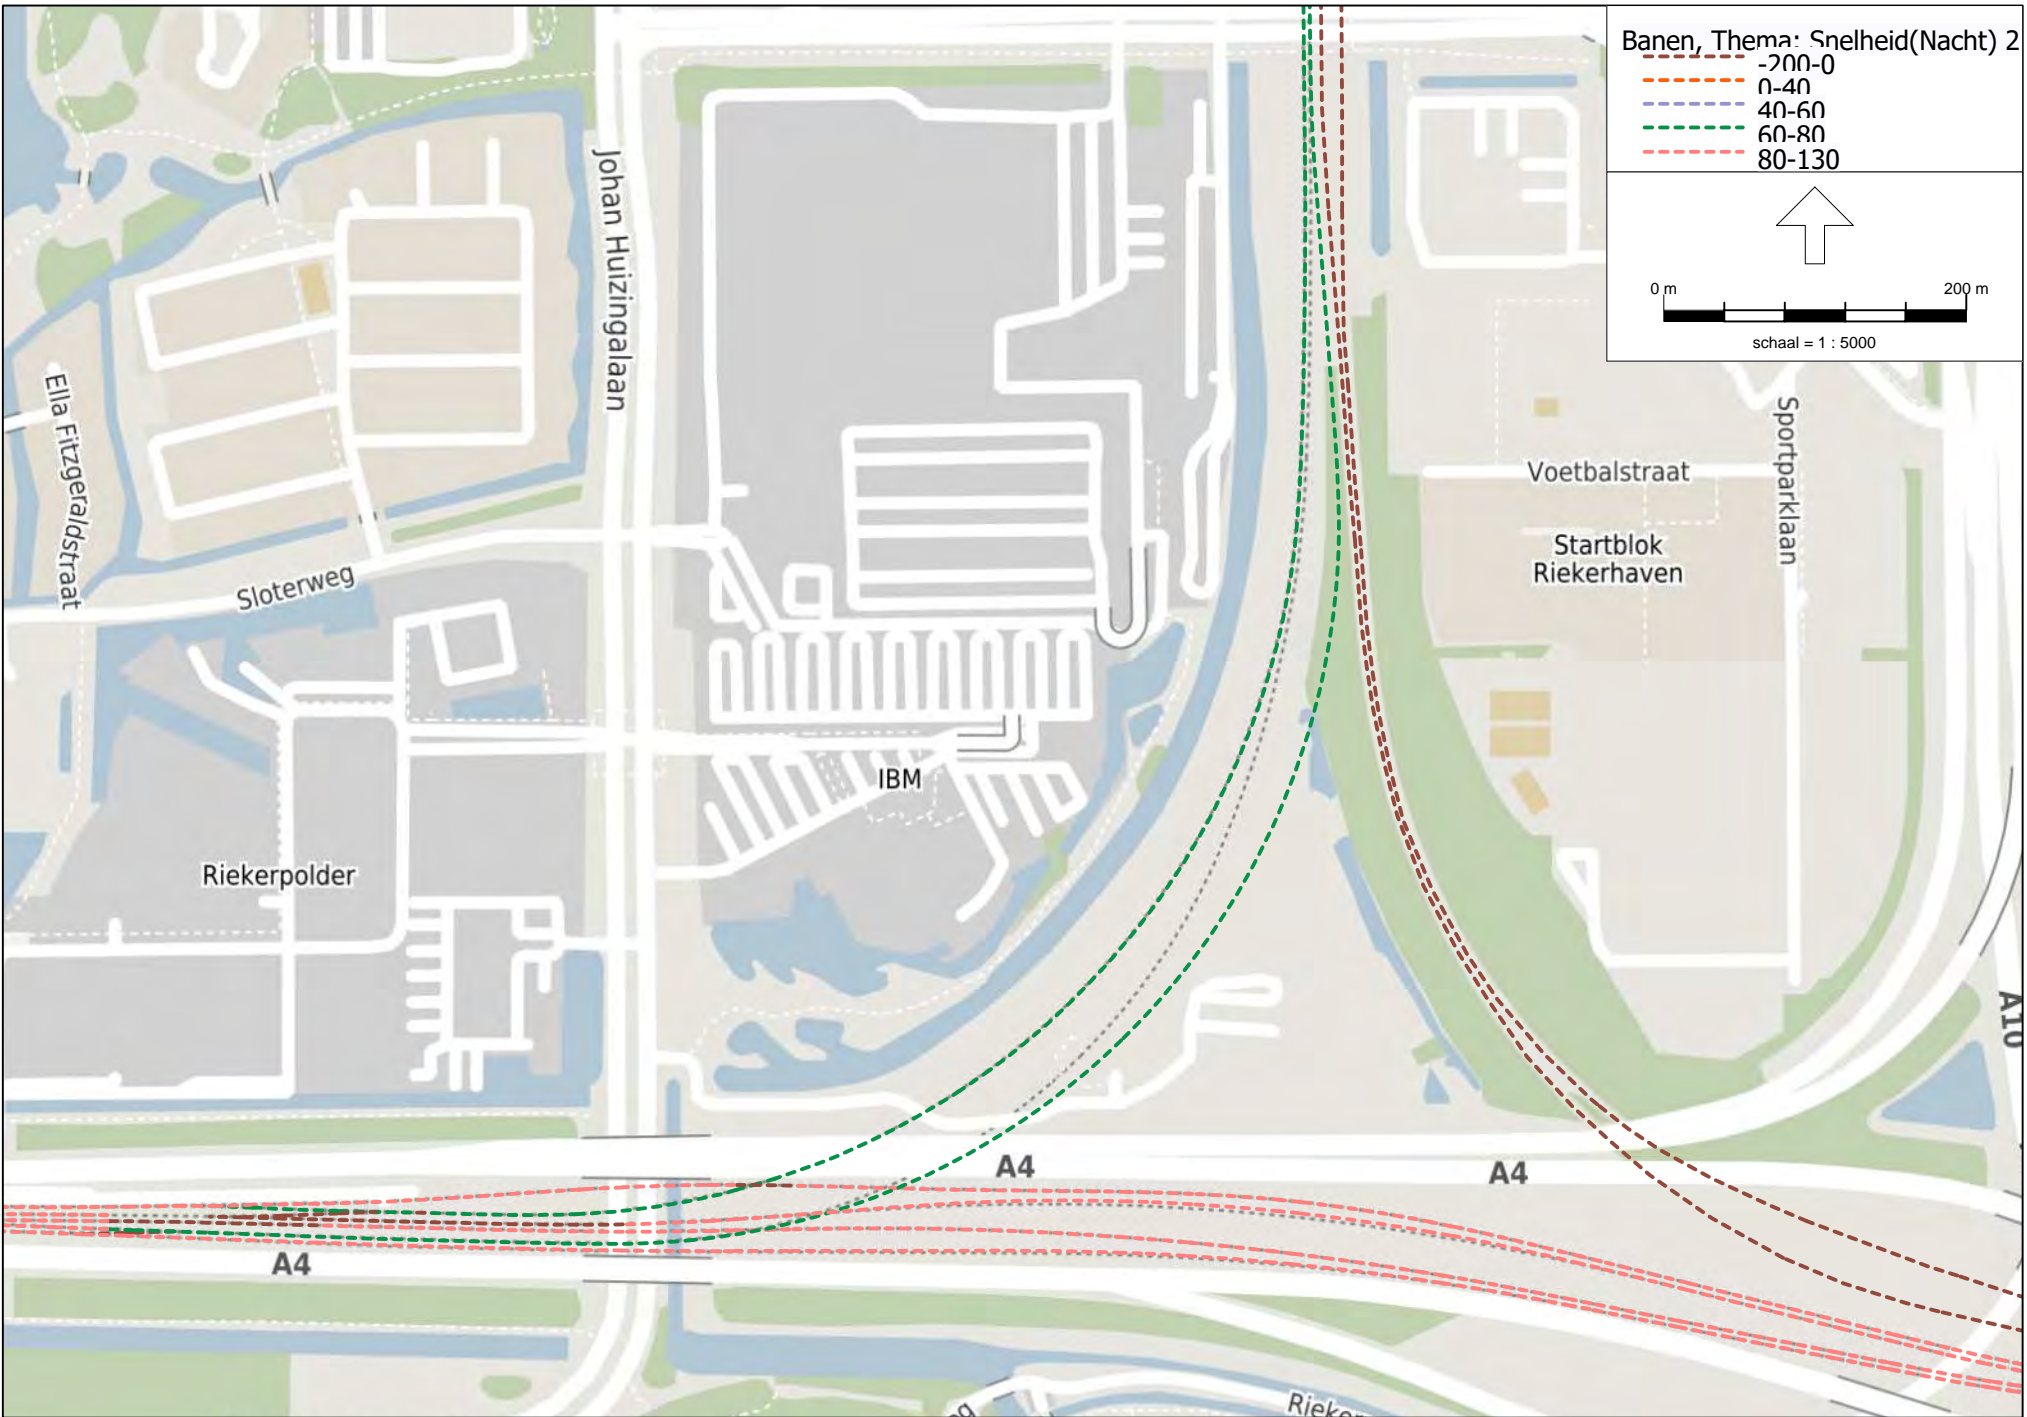 Banen, Thema: Snelheid(Nacht) 2
-200-0
0-40
40-60
60-80
80-130
0 m
200 m
schaal = 1 : 5000
Johan Huizingalaan
Ella Fitzgeraldstraat
Sloterweg
Sportparklaan
Voetbalstraat
Startblok
Riekerhaven
IBM
Riekerpolder
A10
A4
A4
A4